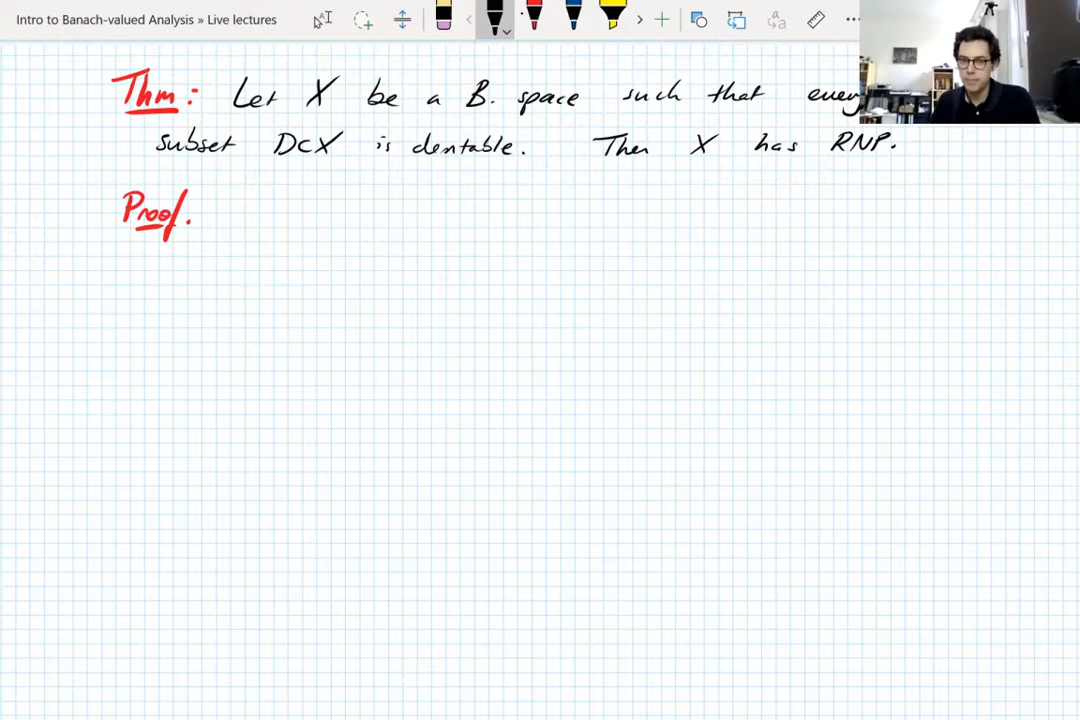 Intro to Banach-valued Analysis » Live lectures
Thm: Let X be a B. space such that every
subset D⊂X is dentable. Then X has RNP.
Proof.